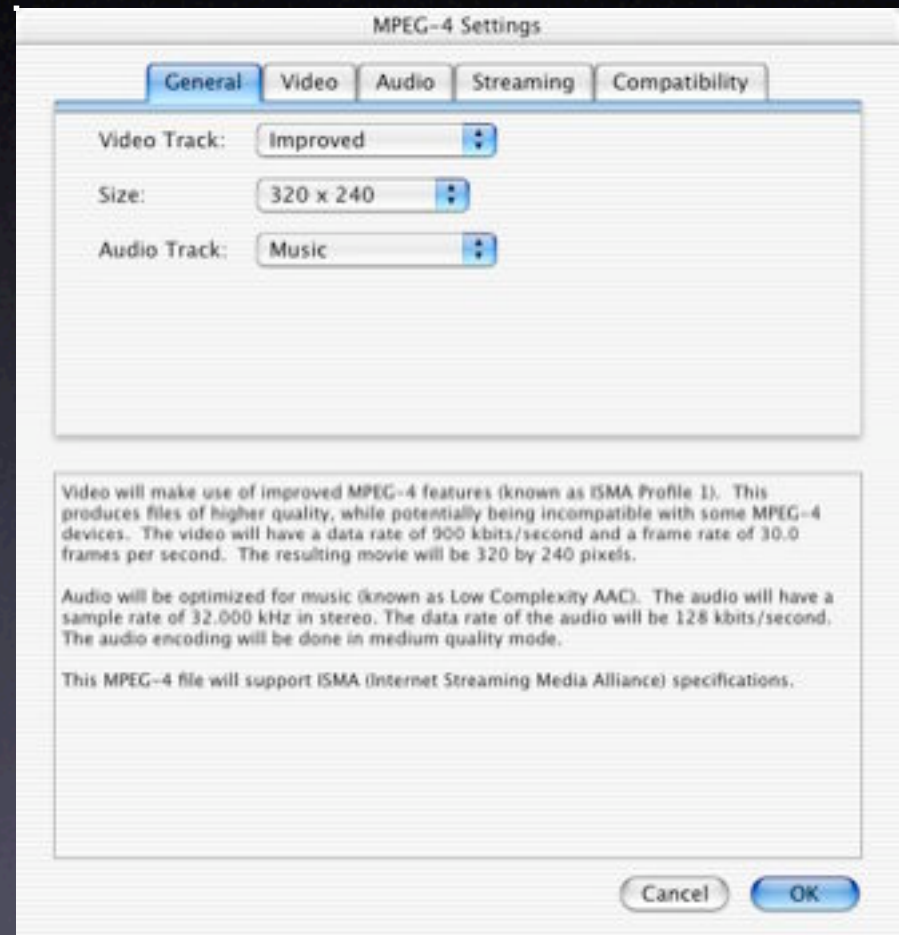 MPEG-4 Settings
General Video Audio Streaming Compatibility
Video Track: Improved
Size: 320 x 240
Audio Track: Music
Video will make use of improved MPEG-4 features (known as ISMA Profile 1). This
produces files of higher quality, while potentially being incompatible with some MPEG-4
devices. The video will have a data rate of 900 kbits/second and a frame rate of 30.0
frames per second. The resulting movie will be 320 by 240 pixels.
Audio will be optimized for music (known as Low Complexity AAC). The audio will have a
sample rate of 32.000 kHz in stereo. The data rate of the audio will be 128 kbits/second.
The audio encoding will be done in medium quality mode.
This MPEG-4 file will support ISMA (Internet Streaming Media Alliance) specifications.
Cancel OK